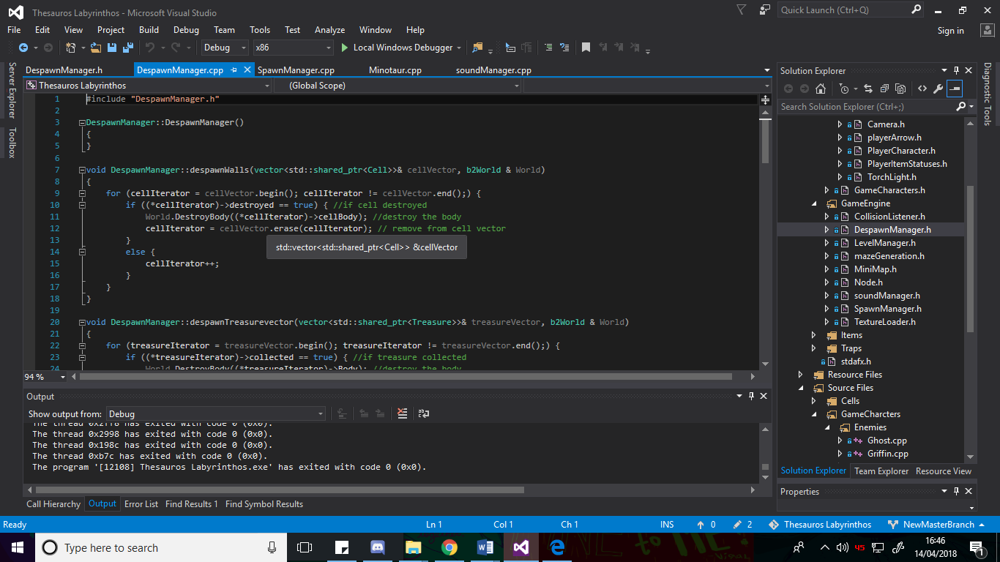 Thesauros Labyrinthos - Microsoft Visual Studio
Quick Launch (Ctrl+Q)
File Edit View Project Build Debug Team Tools Test Analyze Window Help
Sign in
Debug x86 Local Windows Debugger
Server Explorer
Toolbox
DespawnManager.h DespawnManager.cpp SpawnManager.cpp Minotaur.cpp soundManager.cpp
Thesauros Labyrinthos (Global Scope)
1 #include "DespawnManager.h"
2
3 DespawnManager::DespawnManager()
4 {
5 }
6
7 void DespawnManager::despawnWalls(vector<std::shared_ptr<Cell>>& cellVector, b2World & World)
8 {
9 for (cellIterator = cellVector.begin(); cellIterator != cellVector.end();) {
10 if ((*cellIterator)->destroyed == true) { //if cell destroyed
11 World.DestroyBody((*cellIterator)->cellBody); //destroy the body
12 cellIterator = cellVector.erase(cellIterator); // remove from cell vector
13 }
std::vector<std::shared_ptr<Cell>> &cellVector
14 else {
15 cellIterator++;
16 }
17 }
18 }
19
20 void DespawnManager::despawnTreasurevector(vector<std::shared_ptr<Treasure>>& treasureVector, b2World & World)
21 {
22 for (treasureIterator = treasureVector.begin(); treasureIterator != treasureVector.end();) {
23 if ((*treasureIterator)->collected == true) { //if treasure collected
24 World.DestroyBody((*treasureIterator)->Body); //destroy the body
94 %
Output
Show output from: Debug
The thread 0x2ff8 has exited with code 0 (0x0).
The thread 0x2998 has exited with code 0 (0x0).
The thread 0x198c has exited with code 0 (0x0).
The thread 0xb7c has exited with code 0 (0x0).
The program '[12108] Thesauros Labyrinthos.exe' has exited with code 0 (0x0).
Call Hierarchy Output Error List Find Results 1 Find Symbol Results
Solution Explorer
Search Solution Explorer (Ctrl+;)
Camera.h
playerArrow.h
PlayerCharacter.h
PlayerItemStatuses.h
TorchLight.h
GameCharacters.h
GameEngine
CollisionListener.h
DespawnManager.h
LevelManager.h
mazeGeneration.h
MiniMap.h
Node.h
soundManager.h
SpawnManager.h
TextureLoader.h
Items
Traps
stdafx.h
Resource Files
Source Files
Cells
GameCharcters
Enemies
Ghost.cpp
Griffin.cpp
Solution Explorer Team Explorer Resource View
Properties
Diagnostic Tools
Ready Ln 1 Col 1 Ch 1 INS 0 2 Thesauros Labyrinthos NewMasterBranch
Type here to search
45
16:46
14/04/2018
1